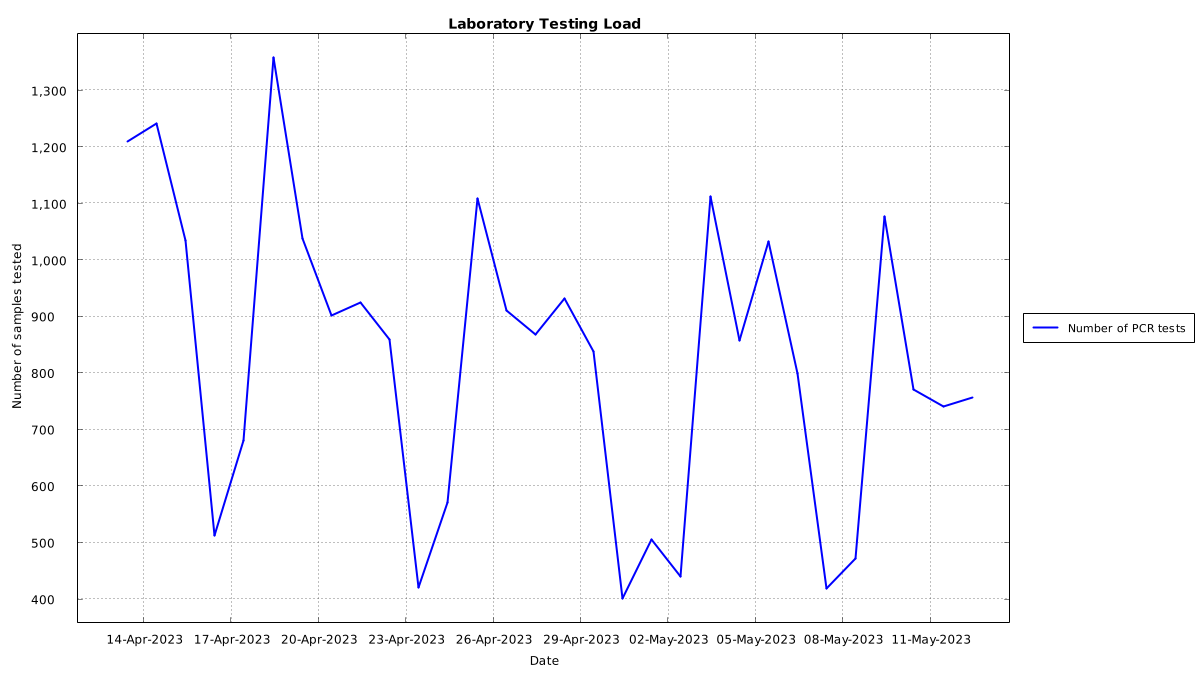 Laboratory Testing Load
1,300
1,200
1,100
1,000
900
800
700
600
500
400
Number of samples tested
14-Apr-2023 17-Apr-2023 20-Apr-2023 23-Apr-2023 26-Apr-2023 29-Apr-2023 02-May-2023 05-May-2023 08-May-2023 11-May-2023
Date
Number of PCR tests